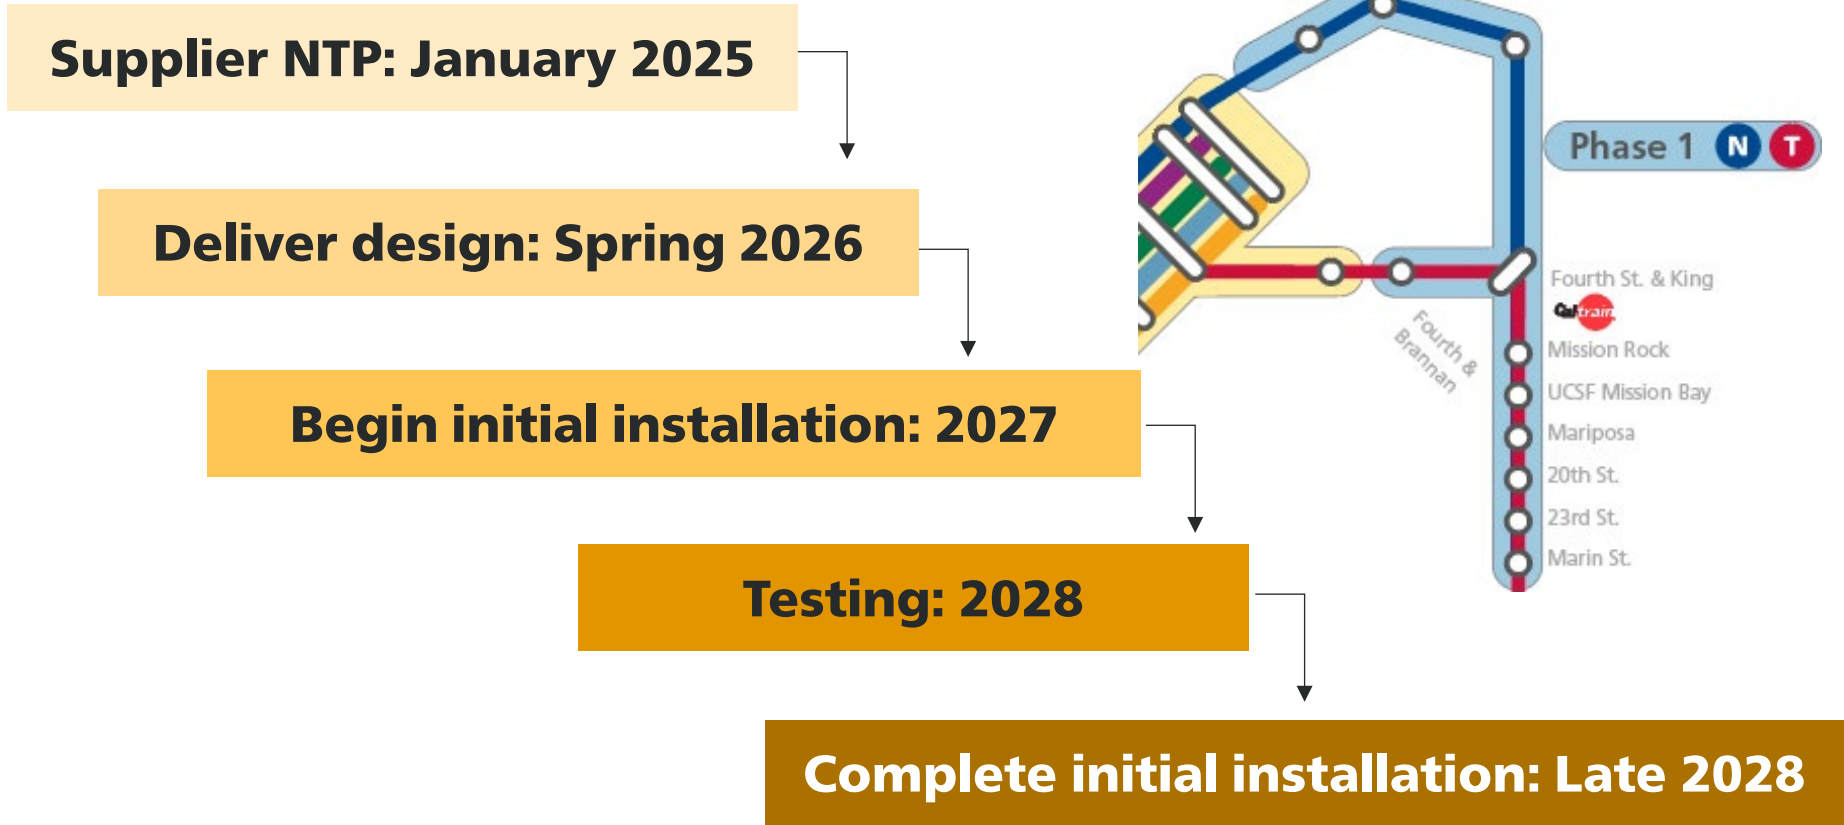 Supplier NTP: January 2025
Deliver design: Spring 2026
Begin initial installation: 2027
Testing: 2028
Complete initial installation: Late 2028
Phase 1 N T
Fourth St. & King
Caltrain
Fourth &
Brannan
Mission Rock
UCSF Mission Bay
Mariposa
20th St.
23rd St.
Marin St.